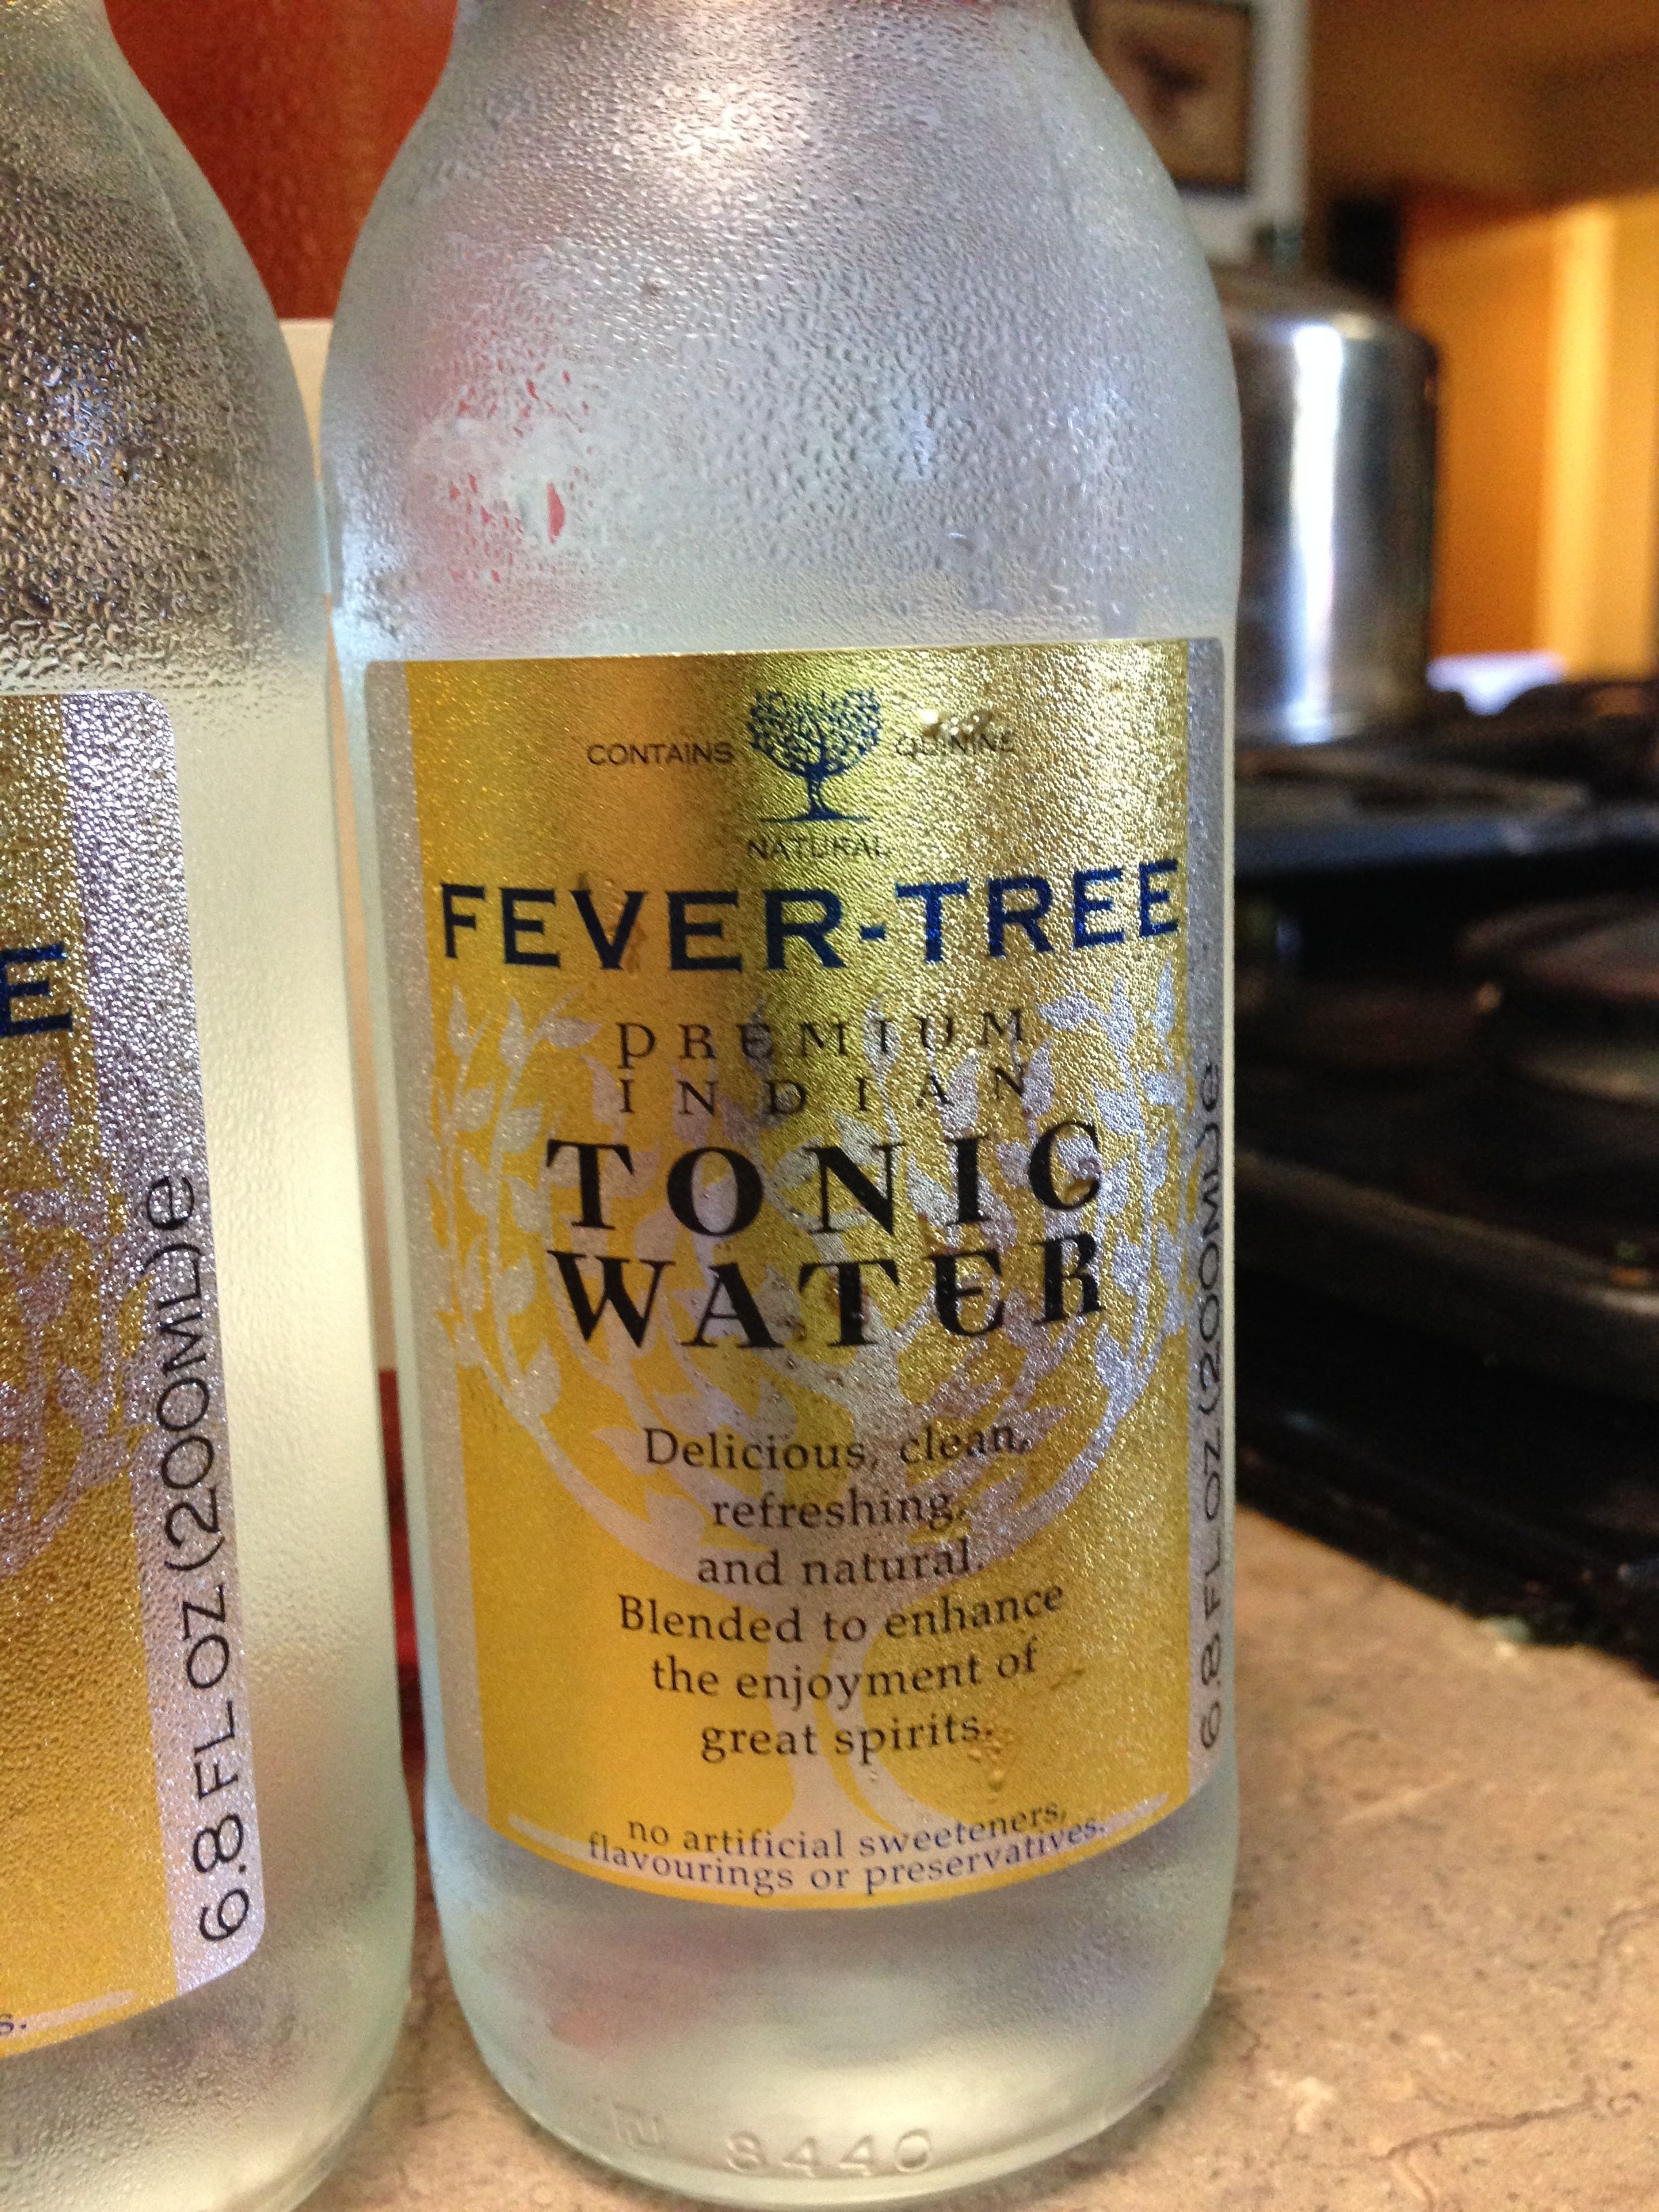 CONTAINS QUININE
NATURAL
FEVER-TREE
PREMIUM
INDIAN
TONIC
WATER
Delicious, clean,
refreshing,
and natural.
Blended to enhance
the enjoyment of
great spirits.
no artificial sweeteners,
flavourings or preservatives.
6.8 FL OZ (200ML) e
8440
E
6.8 FL OZ (200ML) e
s.